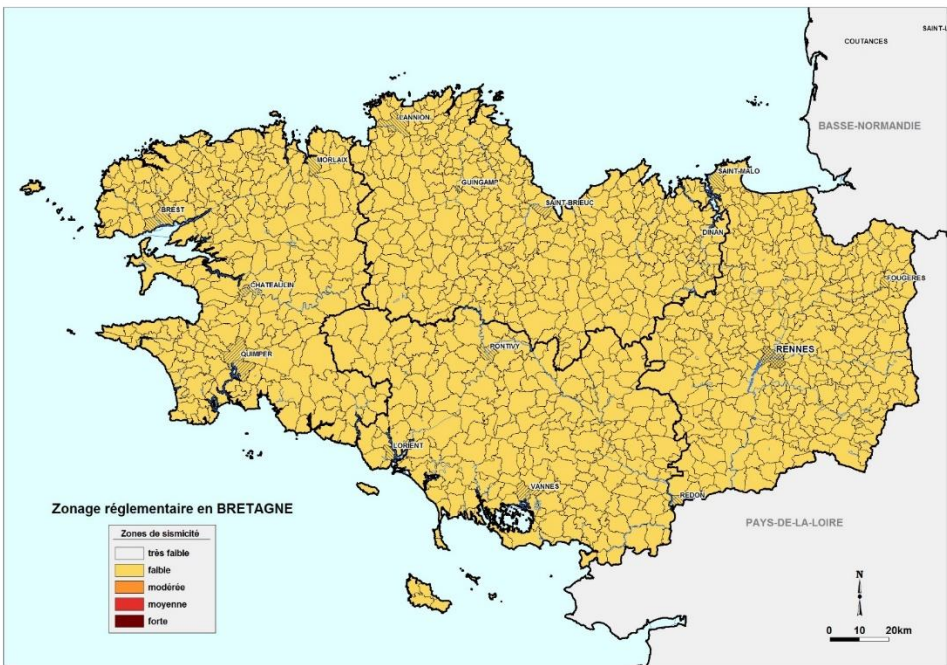 COUTANCES
SAINT-L
BASSE-NORMANDIE
LANNION
MORLAIX
GUINGAMP
SAINT-BRIEUC
SAINT-MALO
BREST
DINAN
FOUGERES
CHATEAULIN
QUIMPER
PONTIVY
RENNES
LORIENT
VANNES
REDON
PAYS-DE-LA-LOIRE
Zonage réglementaire en BRETAGNE
Zones de sismicité
très faible
faible
modérée
moyenne
forte
N
0 10 20km